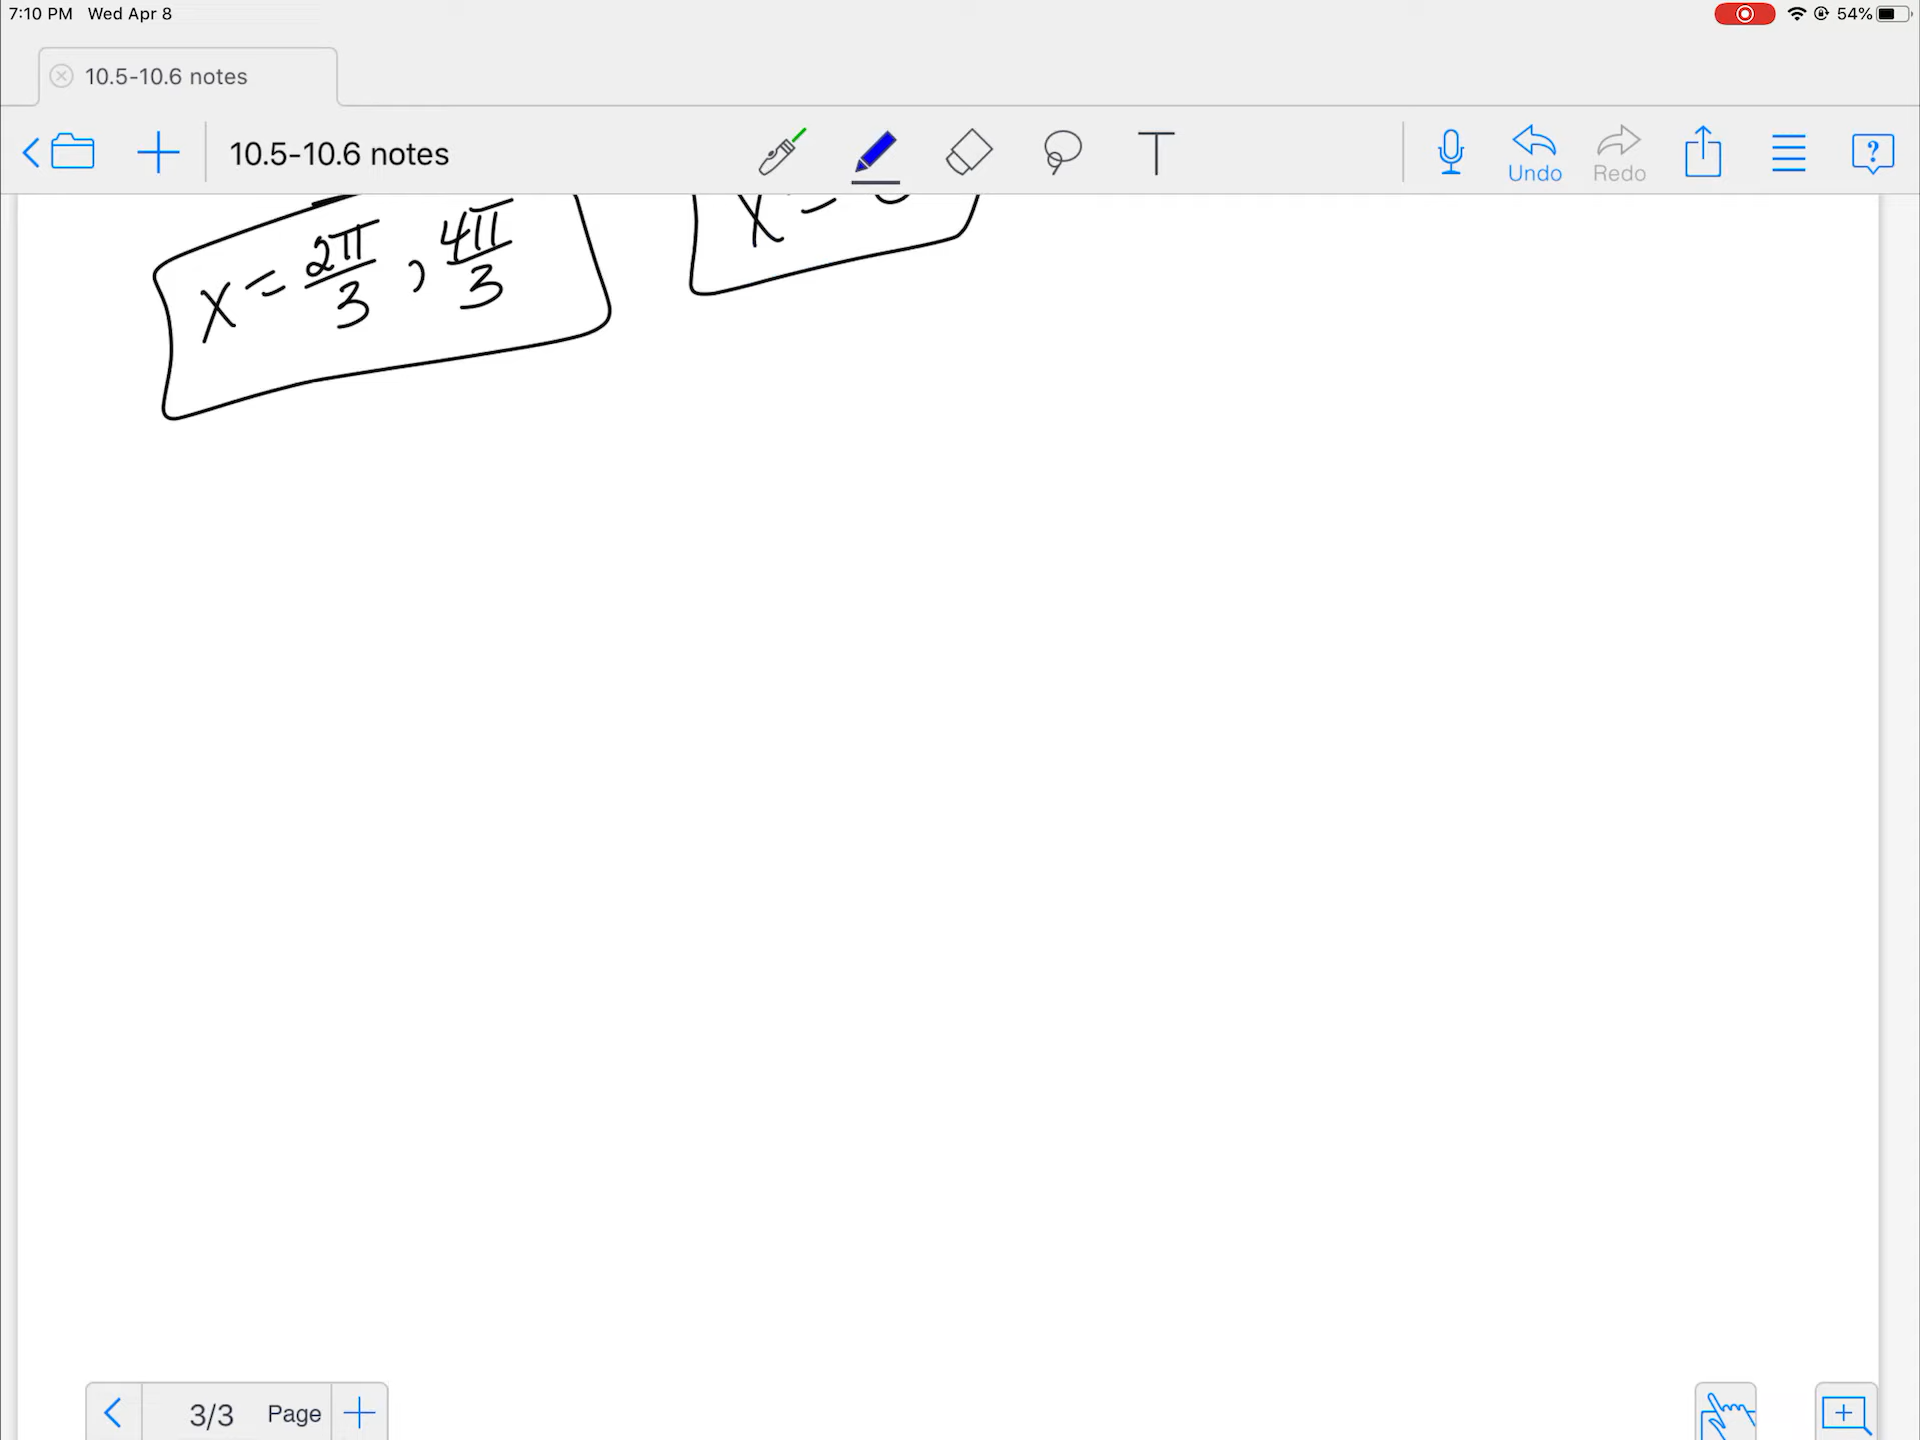 7:10 PM Wed Apr 8 54%
10.5-10.6 notes
10.5-10.6 notes T Undo Redo ?
x = 2π/3 , 4π/3
x =
3/3 Page